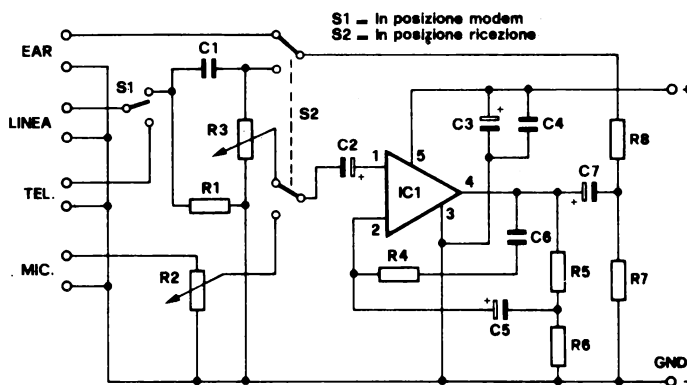 S1 = In posizione modem
S2 = In posizione ricezione
EAR
C1
S1
LINEA
R3
S2
C2
+
1
5
+
C3
C4
+
R8
TEL.
R1
IC1
4
C7
+
2
3
C6
R4
R5
R7
MIC.
R2
+
C5
R6
GND
-